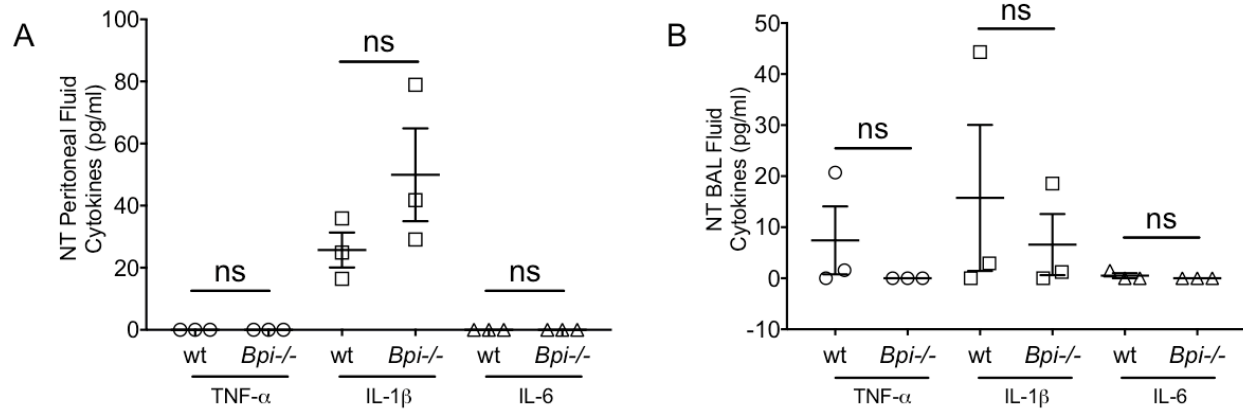 A
NT Peritoneal Fluid
Cytokines (pg/ml)
100
80
60
40
20
0
ns
ns
ns
wt Bpi-/- wt Bpi-/- wt Bpi-/-
TNF-α IL-1β IL-6
B
NT BAL Fluid
Cytokines (pg/ml)
50
40
30
20
10
0
-10
ns
ns
ns
wt Bpi-/- wt Bpi-/- wt Bpi-/-
TNF-α IL-1β IL-6